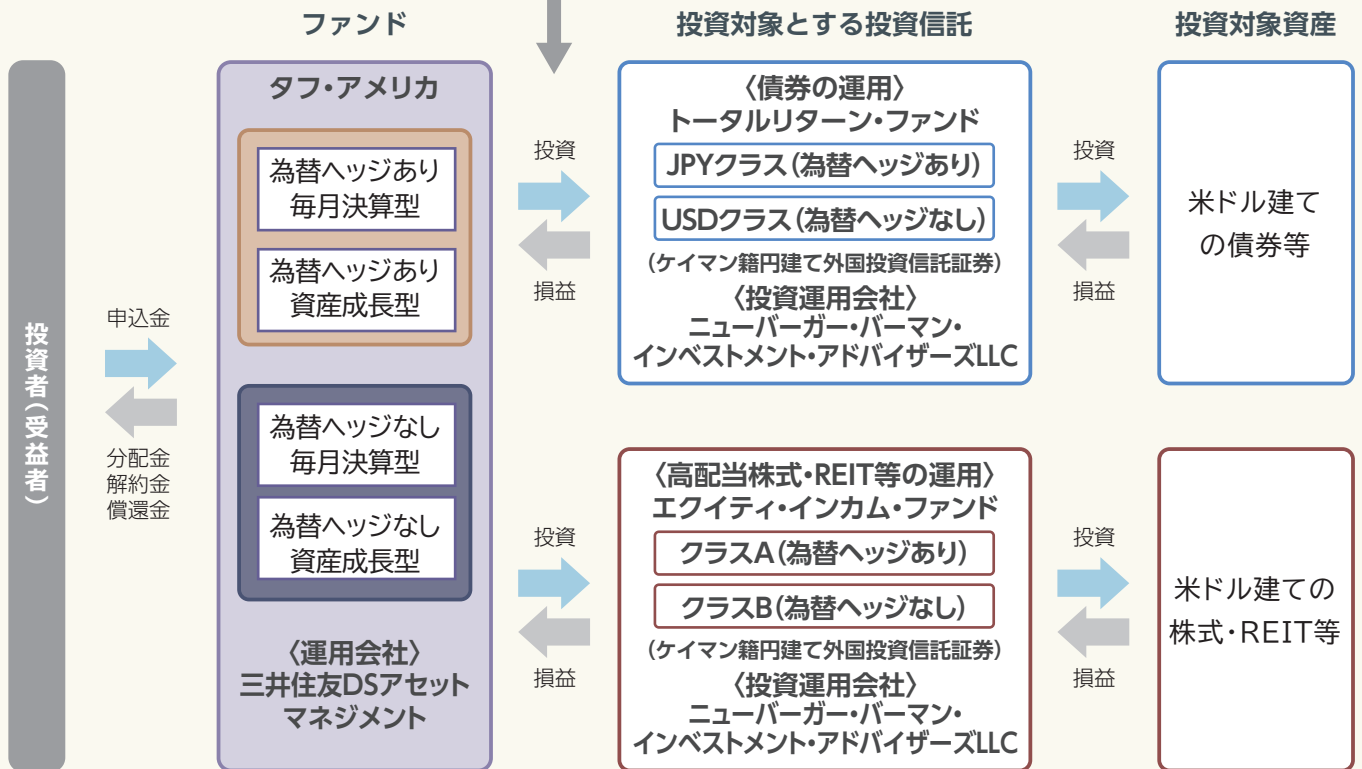 ファンド
投資対象とする投資信託
投資対象資産
投資者(受益者)
申込金
分配金
解約金
償還金
タフ・アメリカ
為替ヘッジあり
毎月決算型
為替ヘッジあり
資産成長型
為替ヘッジなし
毎月決算型
為替ヘッジなし
資産成長型
〈運用会社〉
三井住友DSアセット
マネジメント
投資
損益
〈債券の運用〉
トータルリターン・ファンド
JPYクラス(為替ヘッジあり)
USDクラス(為替ヘッジなし)
(ケイマン籍円建て外国投資信託証券)
〈投資運用会社〉
ニューバーガー・バーマン・
インベストメント・アドバイザーズLLC
投資
損益
米ドル建て
の債券等
投資
損益
〈高配当株式・REIT等の運用〉
エクイティ・インカム・ファンド
クラスA(為替ヘッジあり)
クラスB(為替ヘッジなし)
(ケイマン籍円建て外国投資信託証券)
〈投資運用会社〉
ニューバーガー・バーマン・
インベストメント・アドバイザーズLLC
投資
損益
米ドル建ての
株式・REIT等